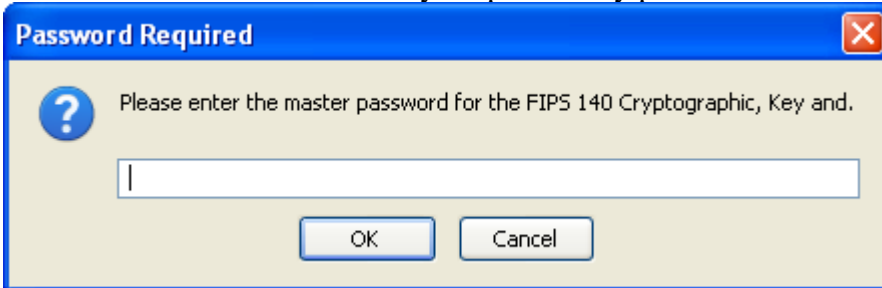 Password Required
Please enter the master password for the FIPS 140 Cryptographic, Key and.
OK
Cancel